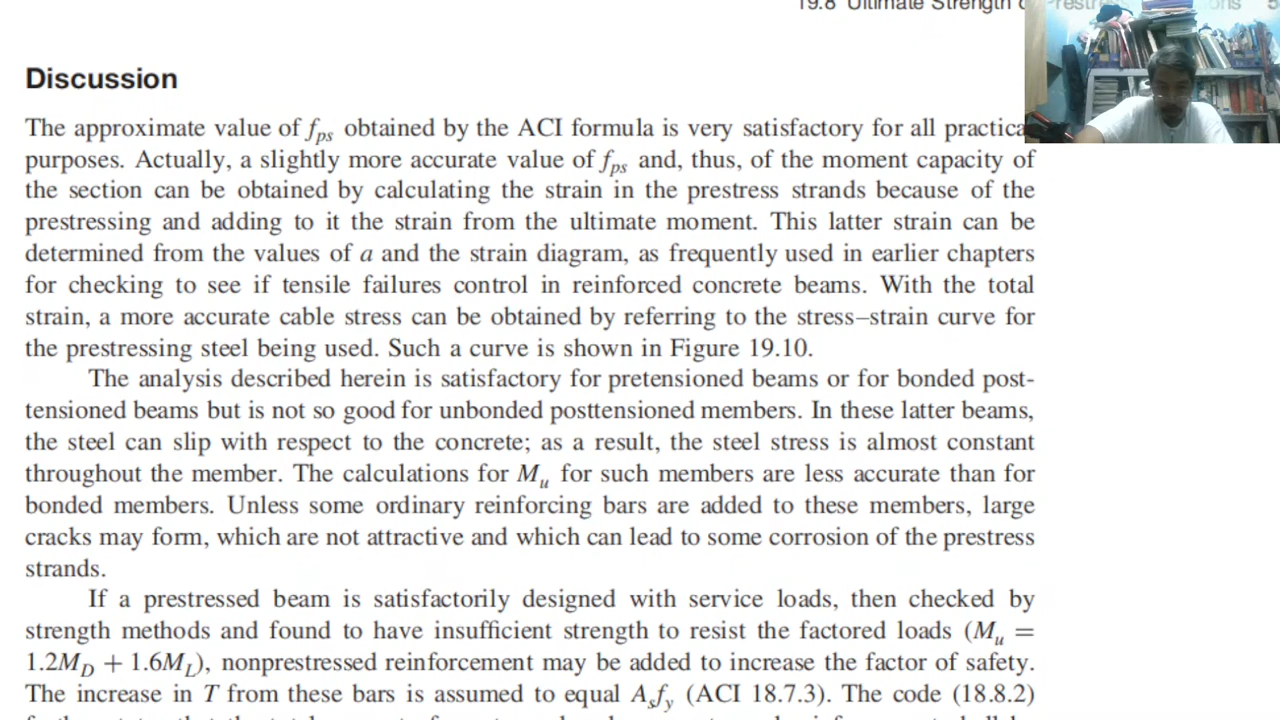 19.8 Ultimate Strength
Discussion
The approximate value of fps obtained by the ACI formula is very satisfactory for all
purposes. Actually, a slightly more accurate value of fps and, thus, of the moment capacity of
the section can be obtained by calculating the strain in the prestress strands because of the
prestressing and adding to it the strain from the ultimate moment. This latter strain can be
determined from the values of a and the strain diagram, as frequently used in earlier chapters
for checking to see if tensile failures control in reinforced concrete beams. With the total
strain, a more accurate cable stress can be obtained by referring to the stress–strain curve for
the prestressing steel being used. Such a curve is shown in Figure 19.10.
The analysis described herein is satisfactory for pretensioned beams or for bonded post-
tensioned beams but is not so good for unbonded posttensioned members. In these latter beams,
the steel can slip with respect to the concrete; as a result, the steel stress is almost constant
throughout the member. The calculations for Mu for such members are less accurate than for
bonded members. Unless some ordinary reinforcing bars are added to these members, large
cracks may form, which are not attractive and which can lead to some corrosion of the prestress
strands.
If a prestressed beam is satisfactorily designed with service loads, then checked by
strength methods and found to have insufficient strength to resist the factored loads (Mu =
1.2MD + 1.6ML), nonprestressed reinforcement may be added to increase the factor of safety.
The increase in T from these bars is assumed to equal Asfy (ACI 18.7.3). The code (18.8.2)